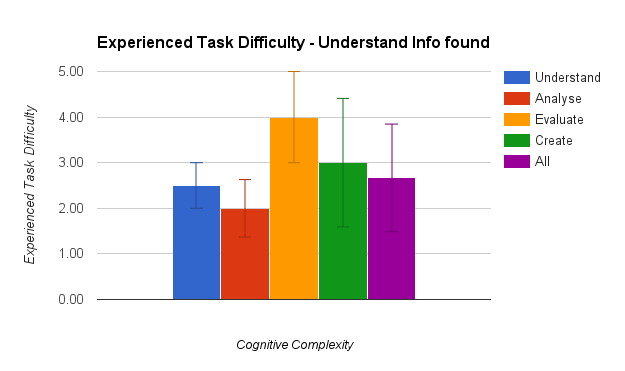 Experienced Task Difficulty - Understand Info found
Experienced Task Difficulty
5.00
4.00
3.00
2.00
1.00
0.00
Cognitive Complexity
Understand
Analyse
Evaluate
Create
All